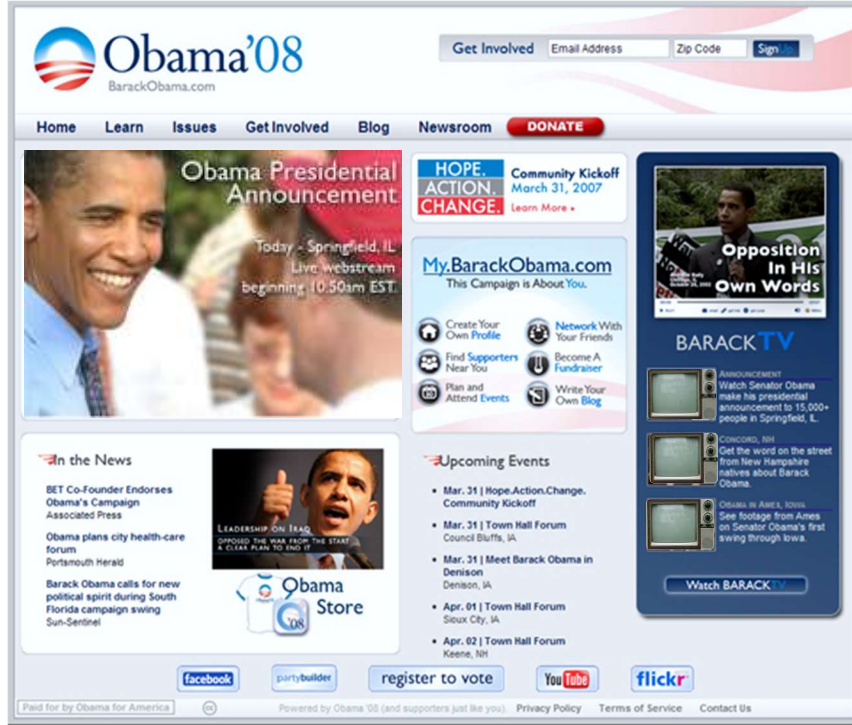 Obama'08
BarackObama.com
Get Involved
Email Address
Zip Code
Sign Up
Home
Learn
Issues
Get Involved
Blog
Newsroom
DONATE
Obama Presidential
Announcement
Today - Springfield, IL
Live webstream
beginning 10:50am EST.
HOPE.
ACTION.
CHANGE.
Community Kickoff
March 31, 2007
Learn More
My.BarackObama.com
This Campaign is About You.
Create Your
Own Profile
Network With
Your Friends
Find Supporters
Near You
Become A
Fundraiser
Plan and
Attend Events
Write Your
Own Blog
Opposition
In His
Own Words
BARACKTV
ANNOUNCEMENT
Watch Senator Obama
make his presidential
announcement to 15,000+
people in Springfield, IL.
CONCORD, NH
Get the word on the street
from New Hampshire
natives about Barack
Obama.
OBAMA IN AMES, IOWA
See footage from Ames
on Senator Obama's first
swing through Iowa.
Watch BARACKTV
In the News
BET Co-Founder Endorses
Obama's Campaign
Associated Press
Obama plans city health-care
forum
Portsmouth Herald
Barack Obama calls for new
political spirit during South
Florida campaign swing
Sun-Sentinel
LEADERSHIP ON IRAQ
OPPOSED THE WAR FROM THE START
A CLEAR PLAN TO END IT
Obama
Store
'08
Upcoming Events
Mar. 31 | Hope.Action.Change.
Community Kickoff
Mar. 31 | Town Hall Forum
Council Bluffs, IA
Mar. 31 | Meet Barack Obama in
Denison
Denison, IA
Apr. 01 | Town Hall Forum
Sioux City, IA
Apr. 02 | Town Hall Forum
Keene, NH
facebook
partybuilder
register to vote
YouTube
flickr
Paid for by Obama for America
cc
Powered by Obama '08 (and supporters just like you).
Privacy Policy
Terms of Service
Contact Us